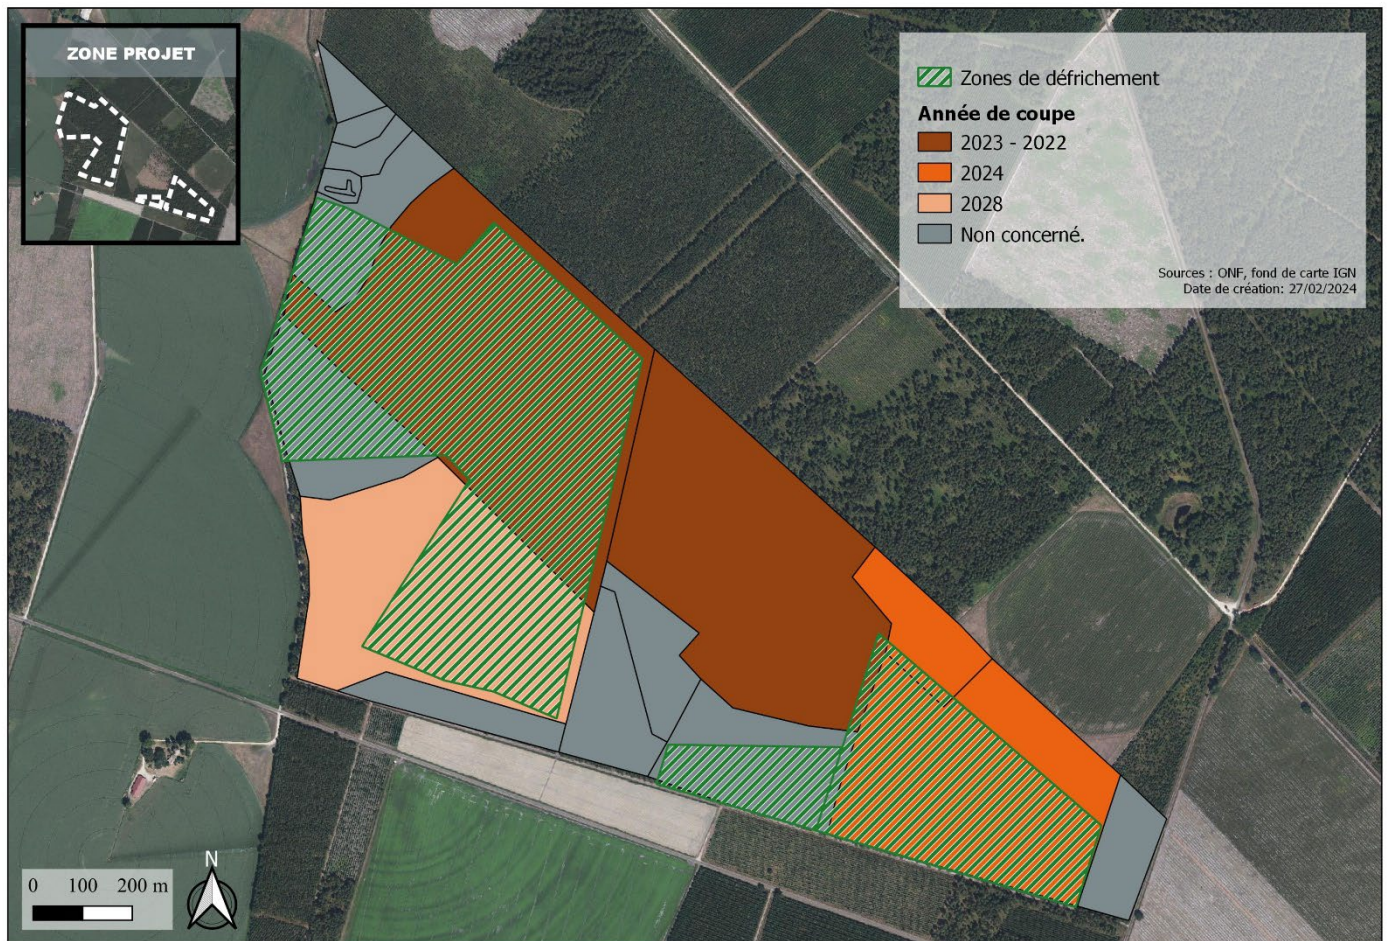 ZONE PROJET
Zones de défrichement
Année de coupe
2023 - 2022
2024
2028
Non concerné.
Sources : ONF, fond de carte IGN
Date de création: 27/02/2024
0 100 200 m
N